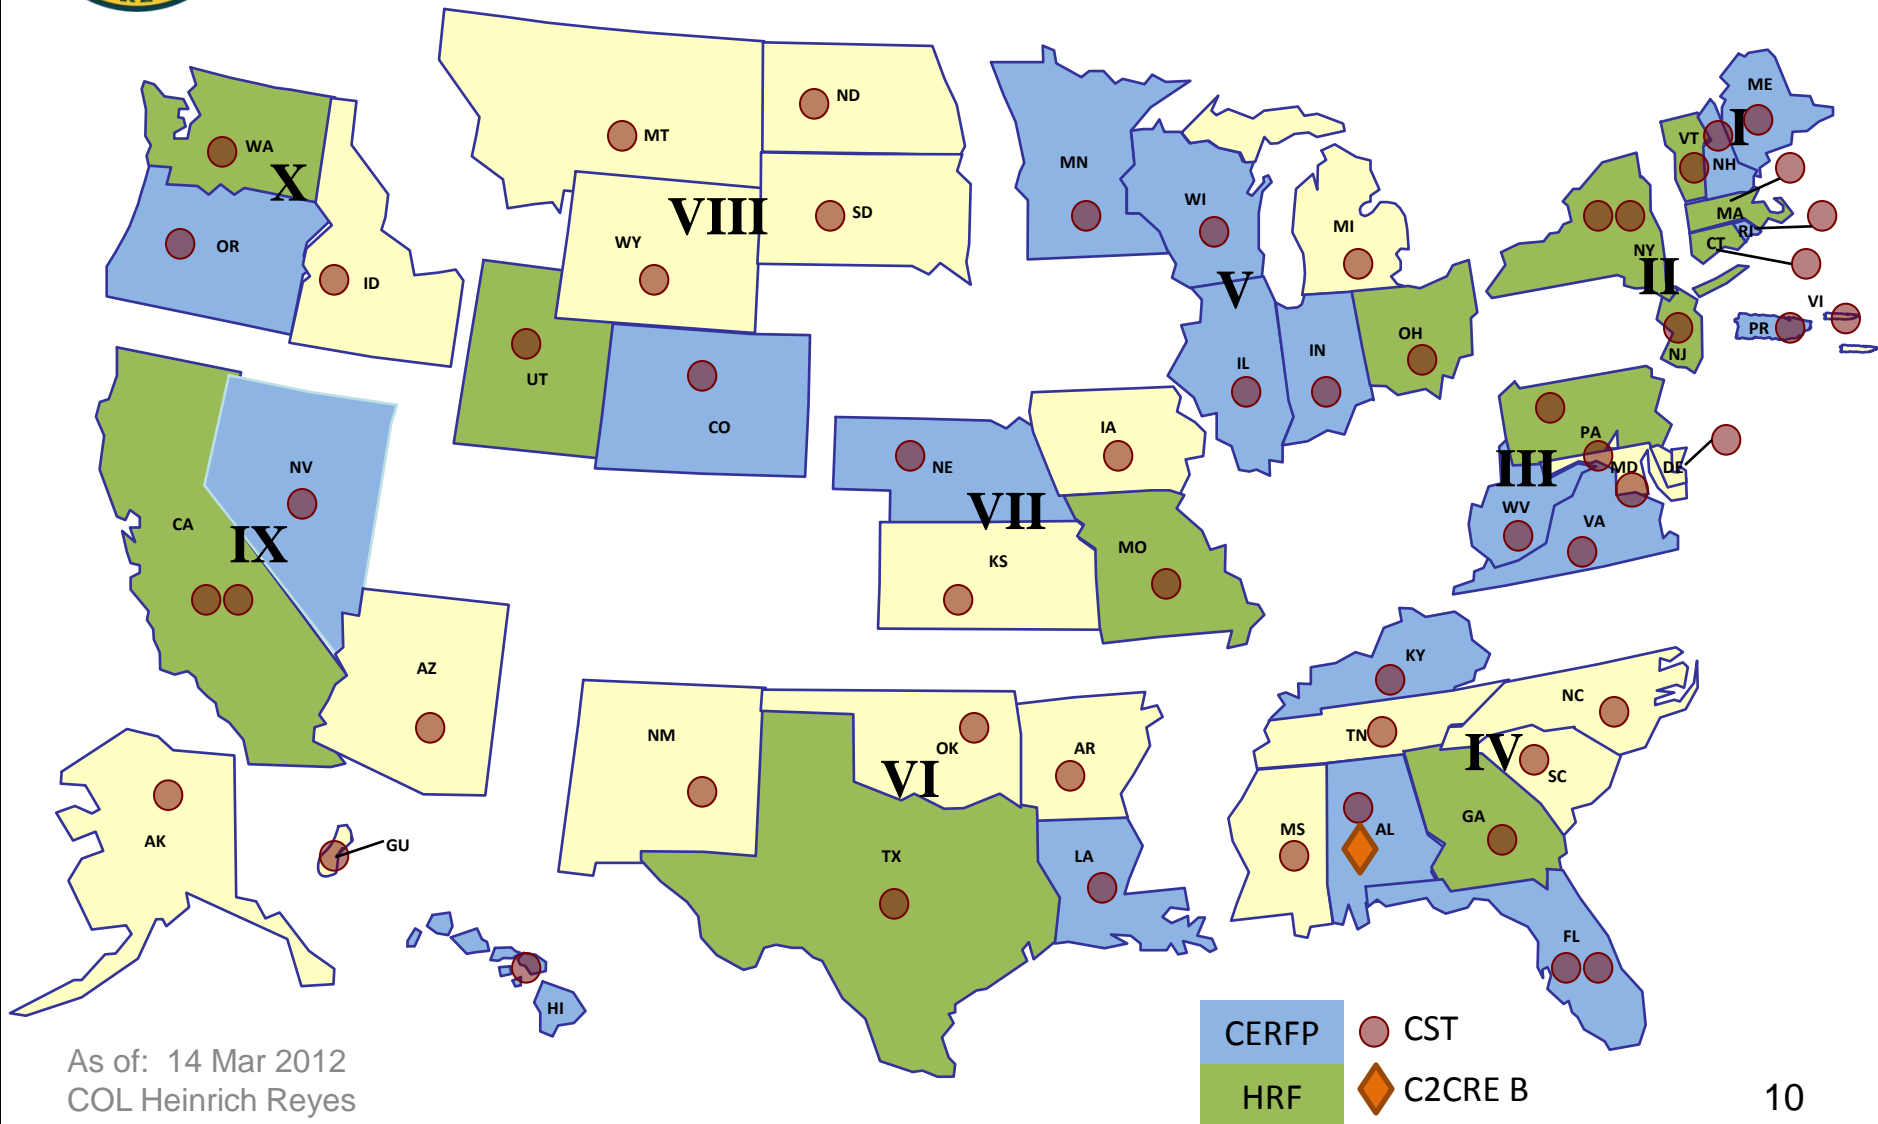 ME
ND
MT
WA
VT
I
NH
MN
X
WI
SD
VIII
MA
MI
RI
WY
OR
CT
NY
II
ID
V
VI
PR
OH
IN
NJ
IL
UT
CO
IA
PA
NV
NE
III
MD
DE
VII
WV
CA
VA
IX
MO
KS
KY
AZ
NC
NM
TN
OK
AR
IV
SC
VI
GA
MS
AL
AK
GU
TX
LA
FL
HI
CERFP
CST
HRF
C2CRE B
As of: 14 Mar 2012
COL Heinrich Reyes
10